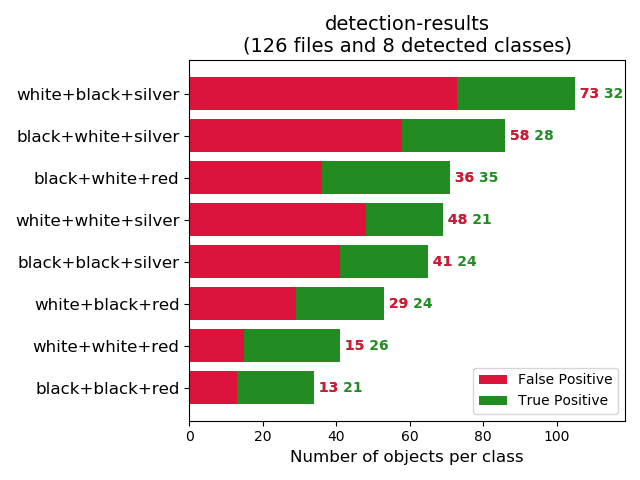 detection-results
(126 files and 8 detected classes)
white+black+silver 73 32
black+white+silver 58 28
black+white+red 36 35
white+white+silver 48 21
black+black+silver 41 24
white+black+red 29 24
white+white+red 15 26
black+black+red 13 21
False Positive
True Positive
0 20 40 60 80 100
Number of objects per class